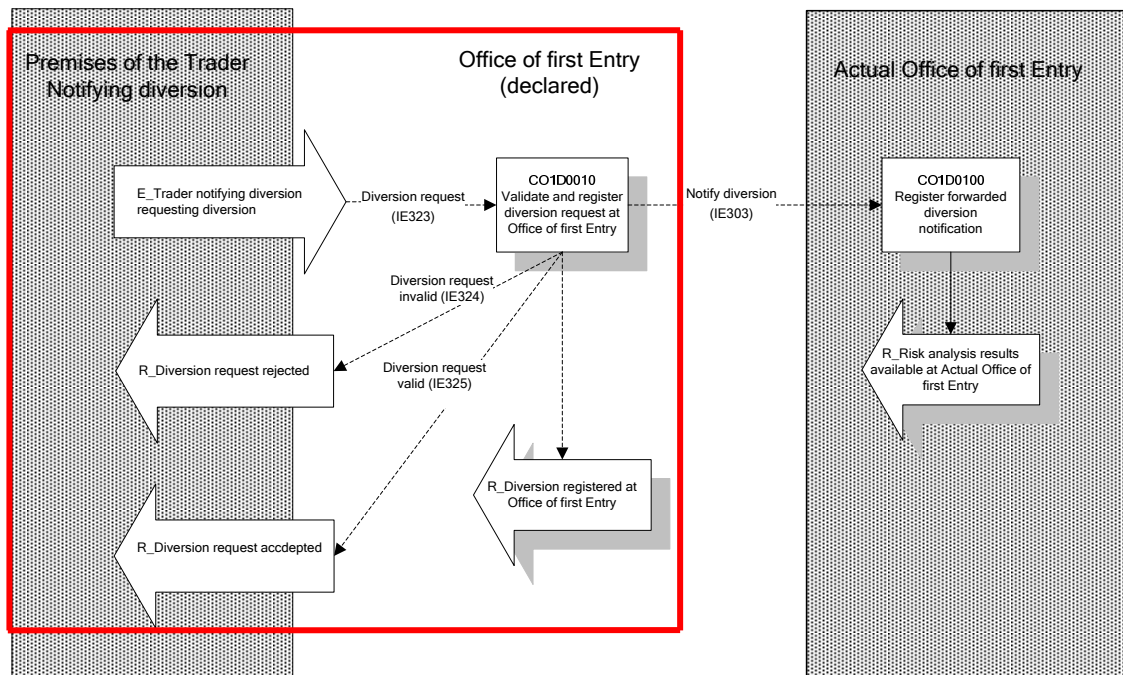 Premises of the Trader
Notifying diversion
Office of first Entry
(declared)
Actual Office of first Entry
E_Trader notifying diversion
requesting diversion
Diversion request
(IE323)
CO1D0010
Validate and register
diversion request at
Office of first Entry
Notify diversion
(IE303)
CO1D0100
Register forwarded
diversion
notification
Diversion request
invalid (IE324)
R_Diversion request rejected
Diversion request
valid (IE325)
R_Risk analysis results
available at Actual Office of
first Entry
R_Diversion registered at
Office of first Entry
R_Diversion request accdepted